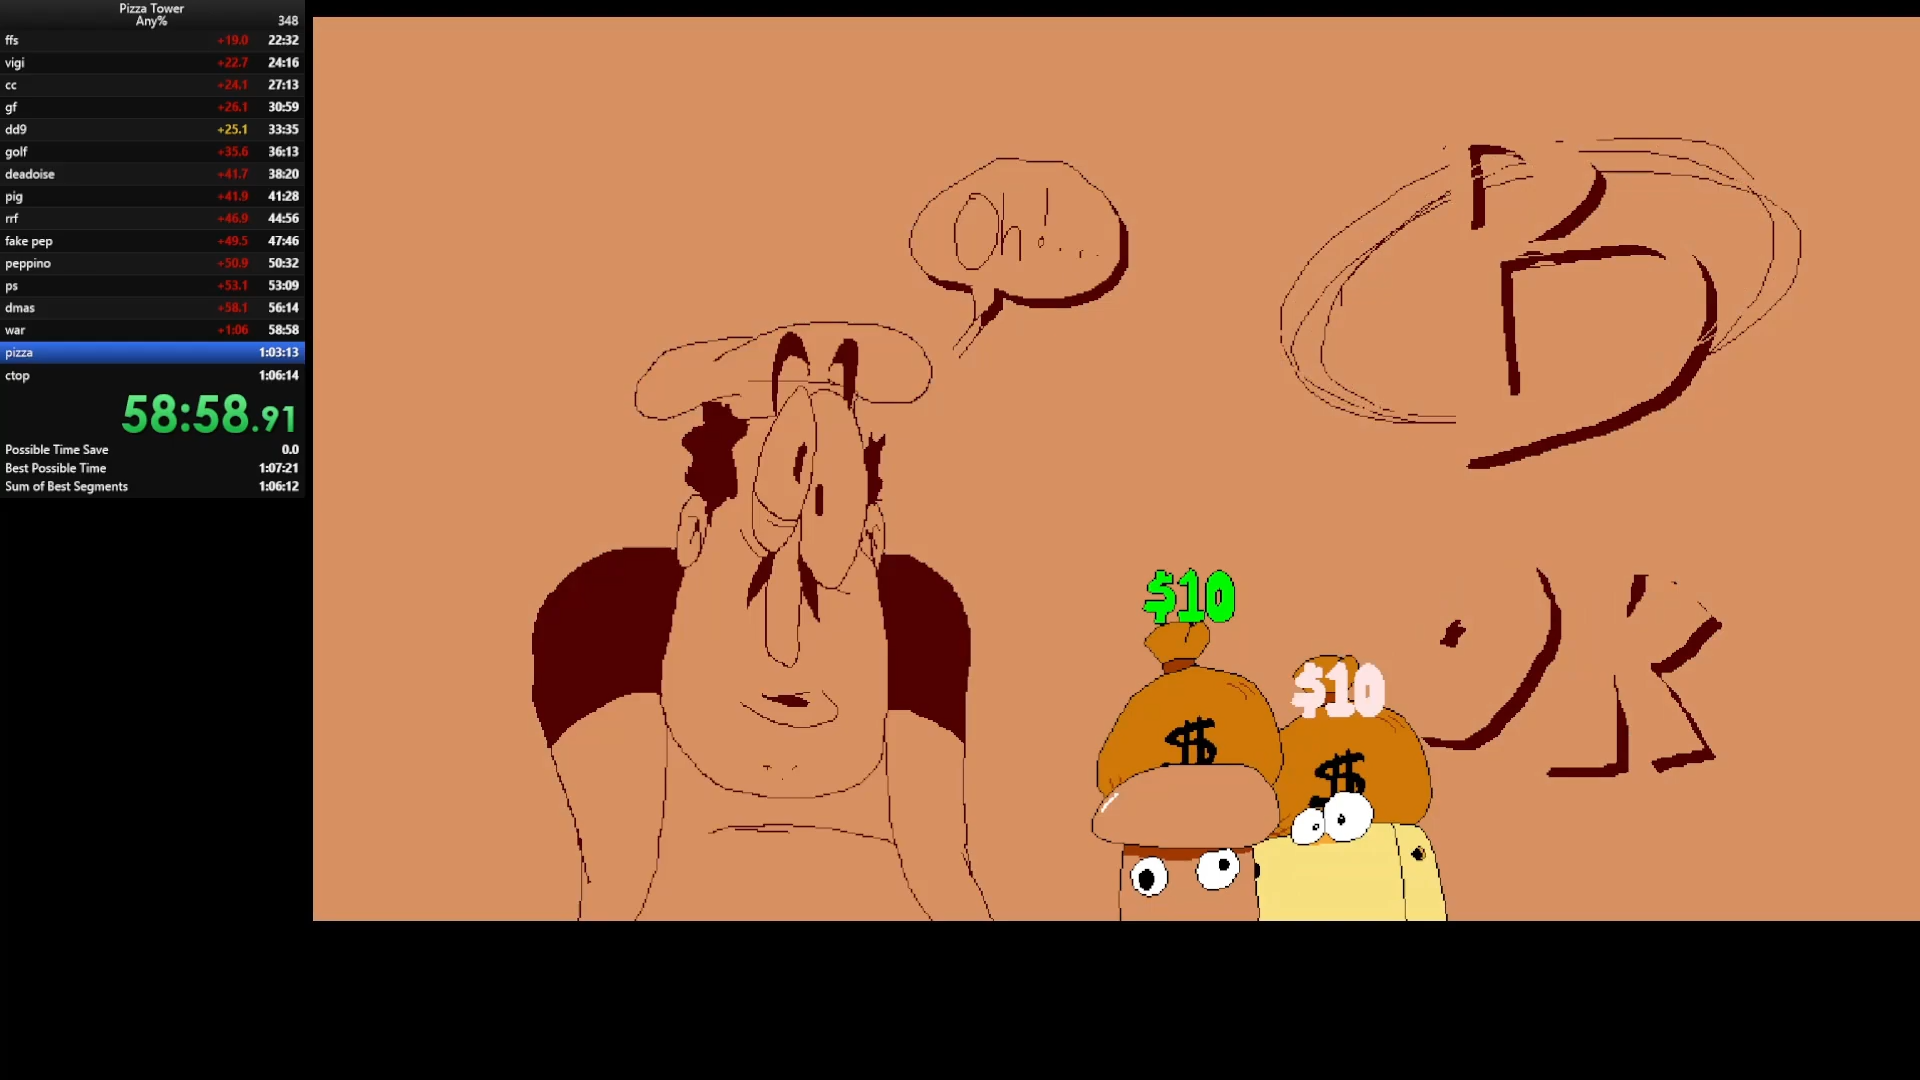 Pizza Tower
Any%
348
ffs +19.0 22:32
vigi +22.7 24:16
cc +24.1 27:13
gf +26.1 30:59
dd9 +25.1 33:35
golf +35.6 36:13
deadoise +41.7 38:20
pig +41.9 41:28
rrf +46.9 44:56
fake pep +49.5 47:46
peppino +50.9 50:32
ps +53.1 53:09
dmas +58.1 56:14
war +1:06 58:58
pizza 1:03:13
ctop 1:06:14
58:58.91
Possible Time Save 0.0
Best Possible Time 1:07:21
Sum of Best Segments 1:06:12
Oh!...
D
OK
$10
$10
$
$